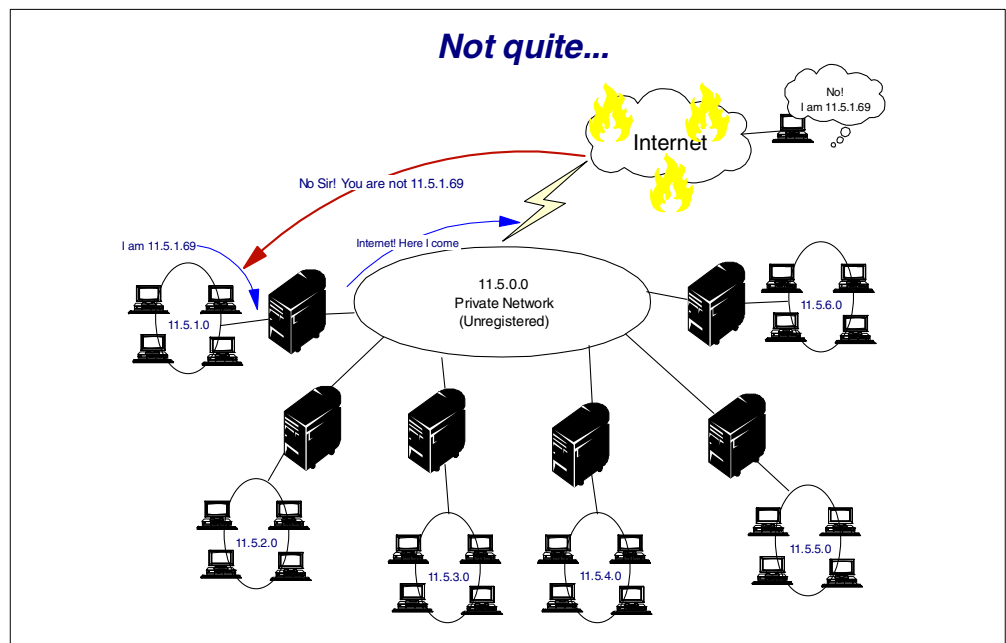 Not quite...
No!
I am 11.5.1.69
Internet
No Sir! You are not 11.5.1.69
I am 11.5.1.69
Internet! Here I come
11.5.0.0
Private Network
(Unregistered)
11.5.1.0
11.5.6.0
11.5.2.0
11.5.3.0
11.5.4.0
11.5.5.0